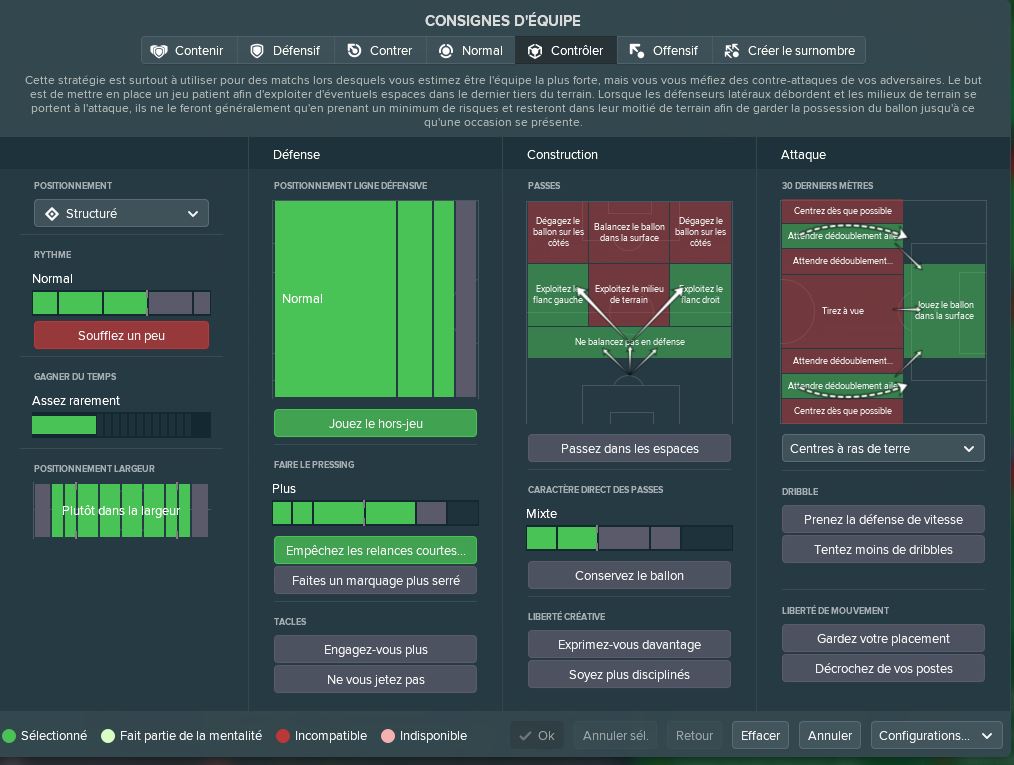 CONSIGNES D'ÉQUIPE
Contenir
Défensif
Contrer
Normal
Contrôler
Offensif
Créer le surnombre
Cette stratégie est surtout à utiliser pour des matchs lors desquels vous estimez être l'équipe la plus forte, mais vous vous méfiez des contre-attaques de vos adversaires. Le but
est de mettre en place un jeu patient afin d'exploiter d'éventuels espaces dans le dernier tiers du terrain. Lorsque les défenseurs latéraux débordent et les milieux de terrain se
portent à l'attaque, ils ne le feront généralement qu'en prenant un minimum de risques et resteront dans leur moitié de terrain afin de garder la possession du ballon jusqu'à ce
qu'une occasion se présente.
POSITIONNEMENT
Structuré
RYTHME
Normal
Soufflez un peu
GAGNER DU TEMPS
Assez rarement
POSITIONNEMENT LARGEUR
Plutôt dans la largeur
Défense
POSITIONNEMENT LIGNE DÉFENSIVE
Normal
Jouez le hors-jeu
FAIRE LE PRESSING
Plus
Empêchez les relances courtes...
Faites un marquage plus serré
TACLES
Engagez-vous plus
Ne vous jetez pas
Construction
PASSES
Dégagez le
ballon sur les
côtés
Balancez le ballon
dans la surface
Dégagez le
ballon sur les
côtés
Exploitez le
flanc gauche
Exploitez le milieu
de terrain
Exploitez le
flanc droit
Ne balancez pas en défense
Passez dans les espaces
CARACTÈRE DIRECT DES PASSES
Mixte
Conservez le ballon
LIBERTÉ CRÉATIVE
Exprimez-vous davantage
Soyez plus disciplinés
Attaque
30 DERNIERS MÈTRES
Centrez dès que possible
Attendre dédoublement aile
Attendre dédoublement...
Tirez à vue
Jouez le ballon
dans la surface
Attendre dédoublement...
Attendre dédoublement aile
Centrez dès que possible
Centres à ras de terre
DRIBBLE
Prenez la défense de vitesse
Tentez moins de dribbles
LIBERTÉ DE MOUVEMENT
Gardez votre placement
Décrochez de vos postes
Sélectionné
Fait partie de la mentalité
Incompatible
Indisponible
Ok
Annuler sél.
Retour
Effacer
Annuler
Configurations...